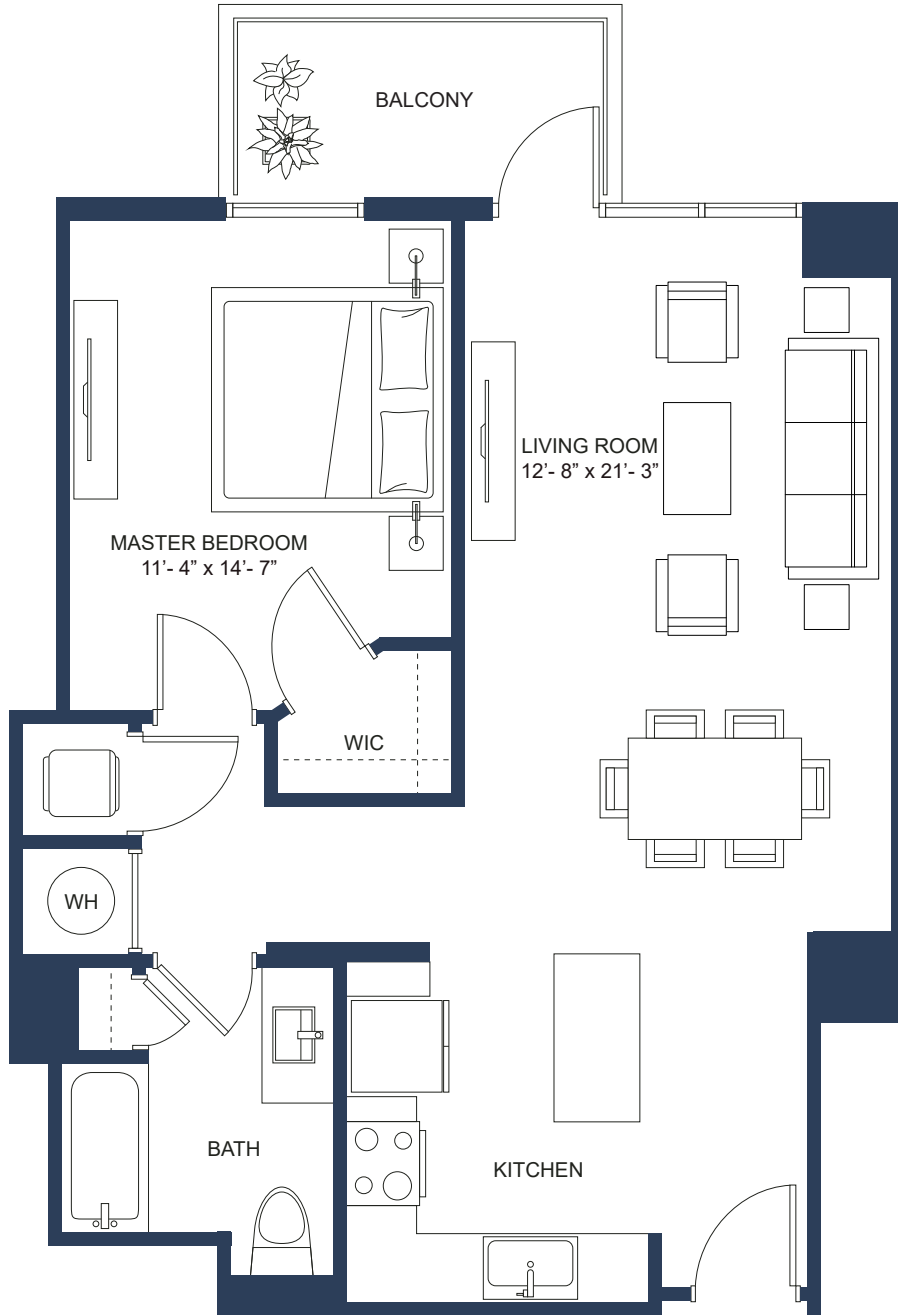 BALCONY
LIVING ROOM
12’- 8” x 21’- 3”
MASTER BEDROOM
11’- 4” x 14’- 7”
WIC
WH
BATH
KITCHEN